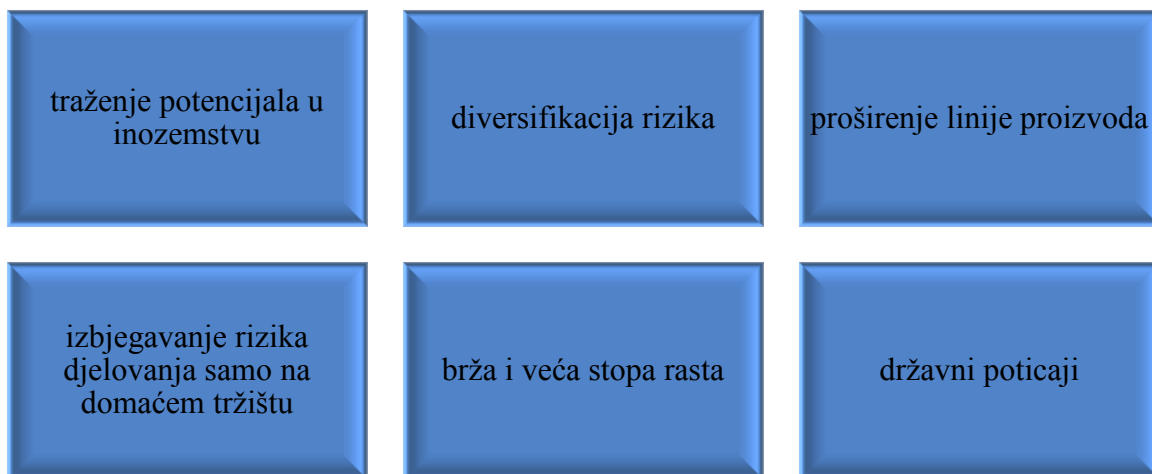 traženje potencijala u
inozemstvu
diversifikacija rizika
proširenje linije proizvoda
izbjegavanje rizika
djelovanja samo na
domaćem tržištu
brža i veća stopa rasta
državni poticaji